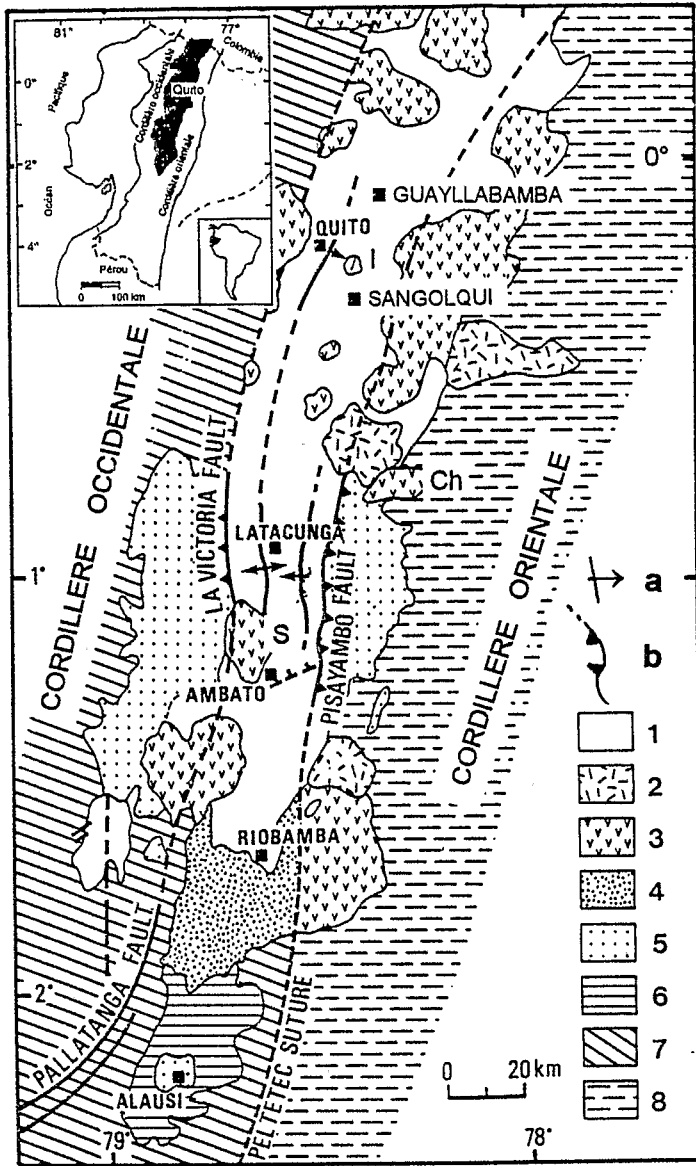 81°
77°
Colombie
0°
Pacifique
Cordillère occidentale
Quito
2°
Cordillère orientale
Océan
4°
Pérou
0 100 km
0°
GUAYLLABAMBA
QUITO
I
SANGOLQUI
CORDILLERE OCCIDENTALE
LA VICTORIA FAULT
Ch
LATACUNGA
1°
PISAYAMBO FAULT
CORDILLERE ORIENTALE
S
AMBATO
RIOBAMBA
a
b
1
2
3
4
5
6
7
8
2°
PALLATANGA FAULT
PELTETEC SUTURE
0 20 km
ALAUSI
79°
78°